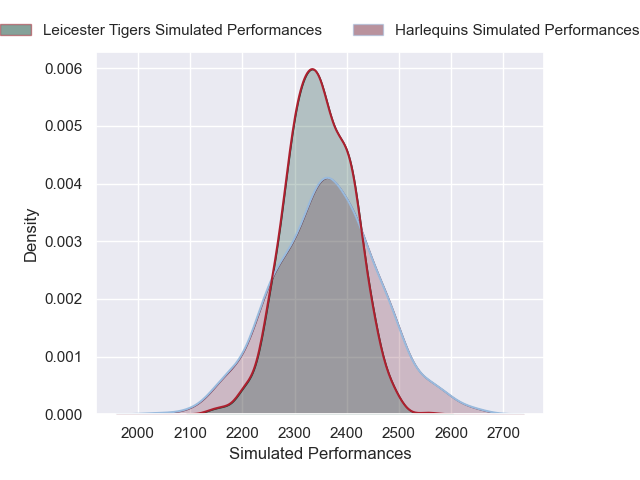 Leicester Tigers Simulated Performances
Harlequins Simulated Performances
0.006
0.005
0.004
0.003
0.002
0.001
0.000
Density
2000 2100 2200 2300 2400 2500 2600 2700
Simulated Performances